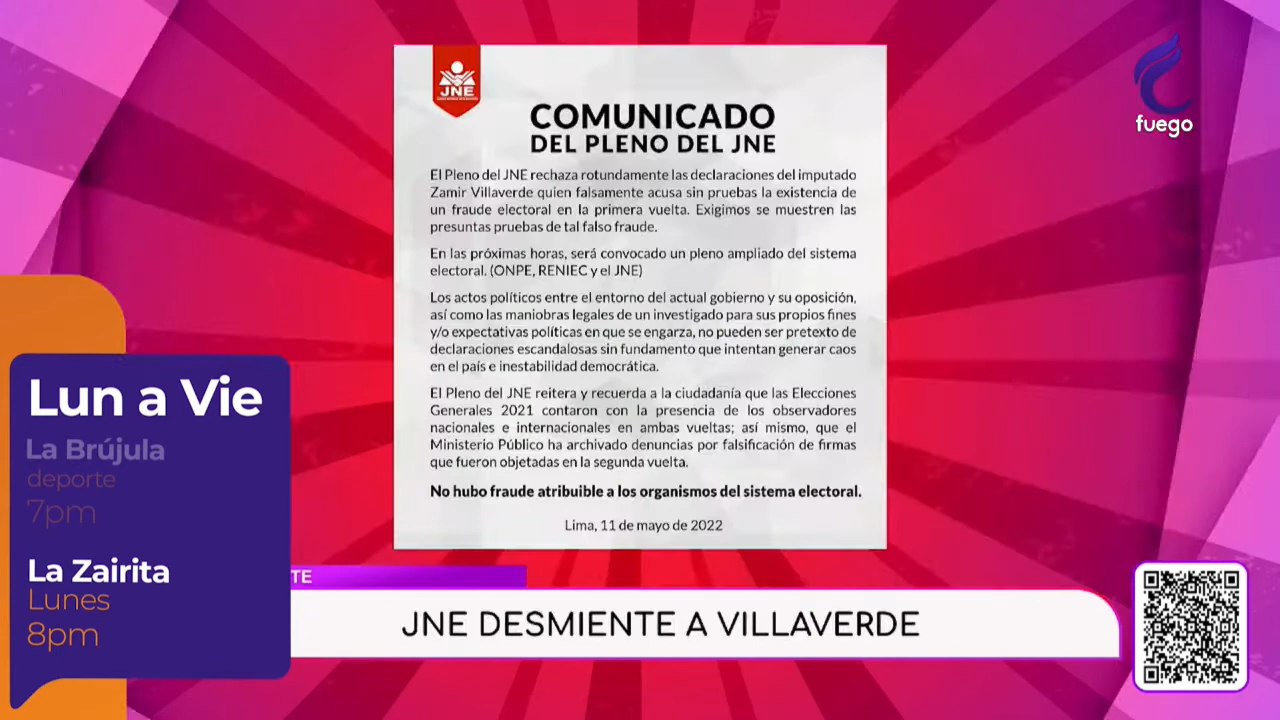 JNE
COMUNICADO
DEL PLENO DEL JNE
El Pleno del JNE rechaza rotundamente las declaraciones del imputado
Zamir Villaverde quien falsamente acusa sin pruebas la existencia de
un fraude electoral en la primera vuelta. Exigimos se muestren las
presuntas pruebas de tal falso fraude.
En las próximas horas, será convocado un pleno ampliado del sistema
electoral. (ONPE, RENIEC y el JNE)
Los actos políticos entre el entorno del actual gobierno y su oposición,
así como las maniobras legales de un investigado para sus propios fines
y/o expectativas políticas en que se engarza, no pueden ser pretexto de
declaraciones escandalosas sin fundamento que intentan generar caos
en el país e inestabilidad democrática.
El Pleno del JNE reitera y recuerda a la ciudadanía que las Elecciones
Generales 2021 contaron con la presencia de los observadores
nacionales e internacionales en ambas vueltas; así mismo, que el
Ministerio Público ha archivado denuncias por falsificación de firmas
que fueron objetadas en la segunda vuelta.
No hubo fraude atribuible a los organismos del sistema electoral.
Lima, 11 de mayo de 2022
fuego
Lun a Vie
La Brújula
deporte
7pm
La Zairita
Lunes
8pm
TE
JNE DESMIENTE A VILLAVERDE